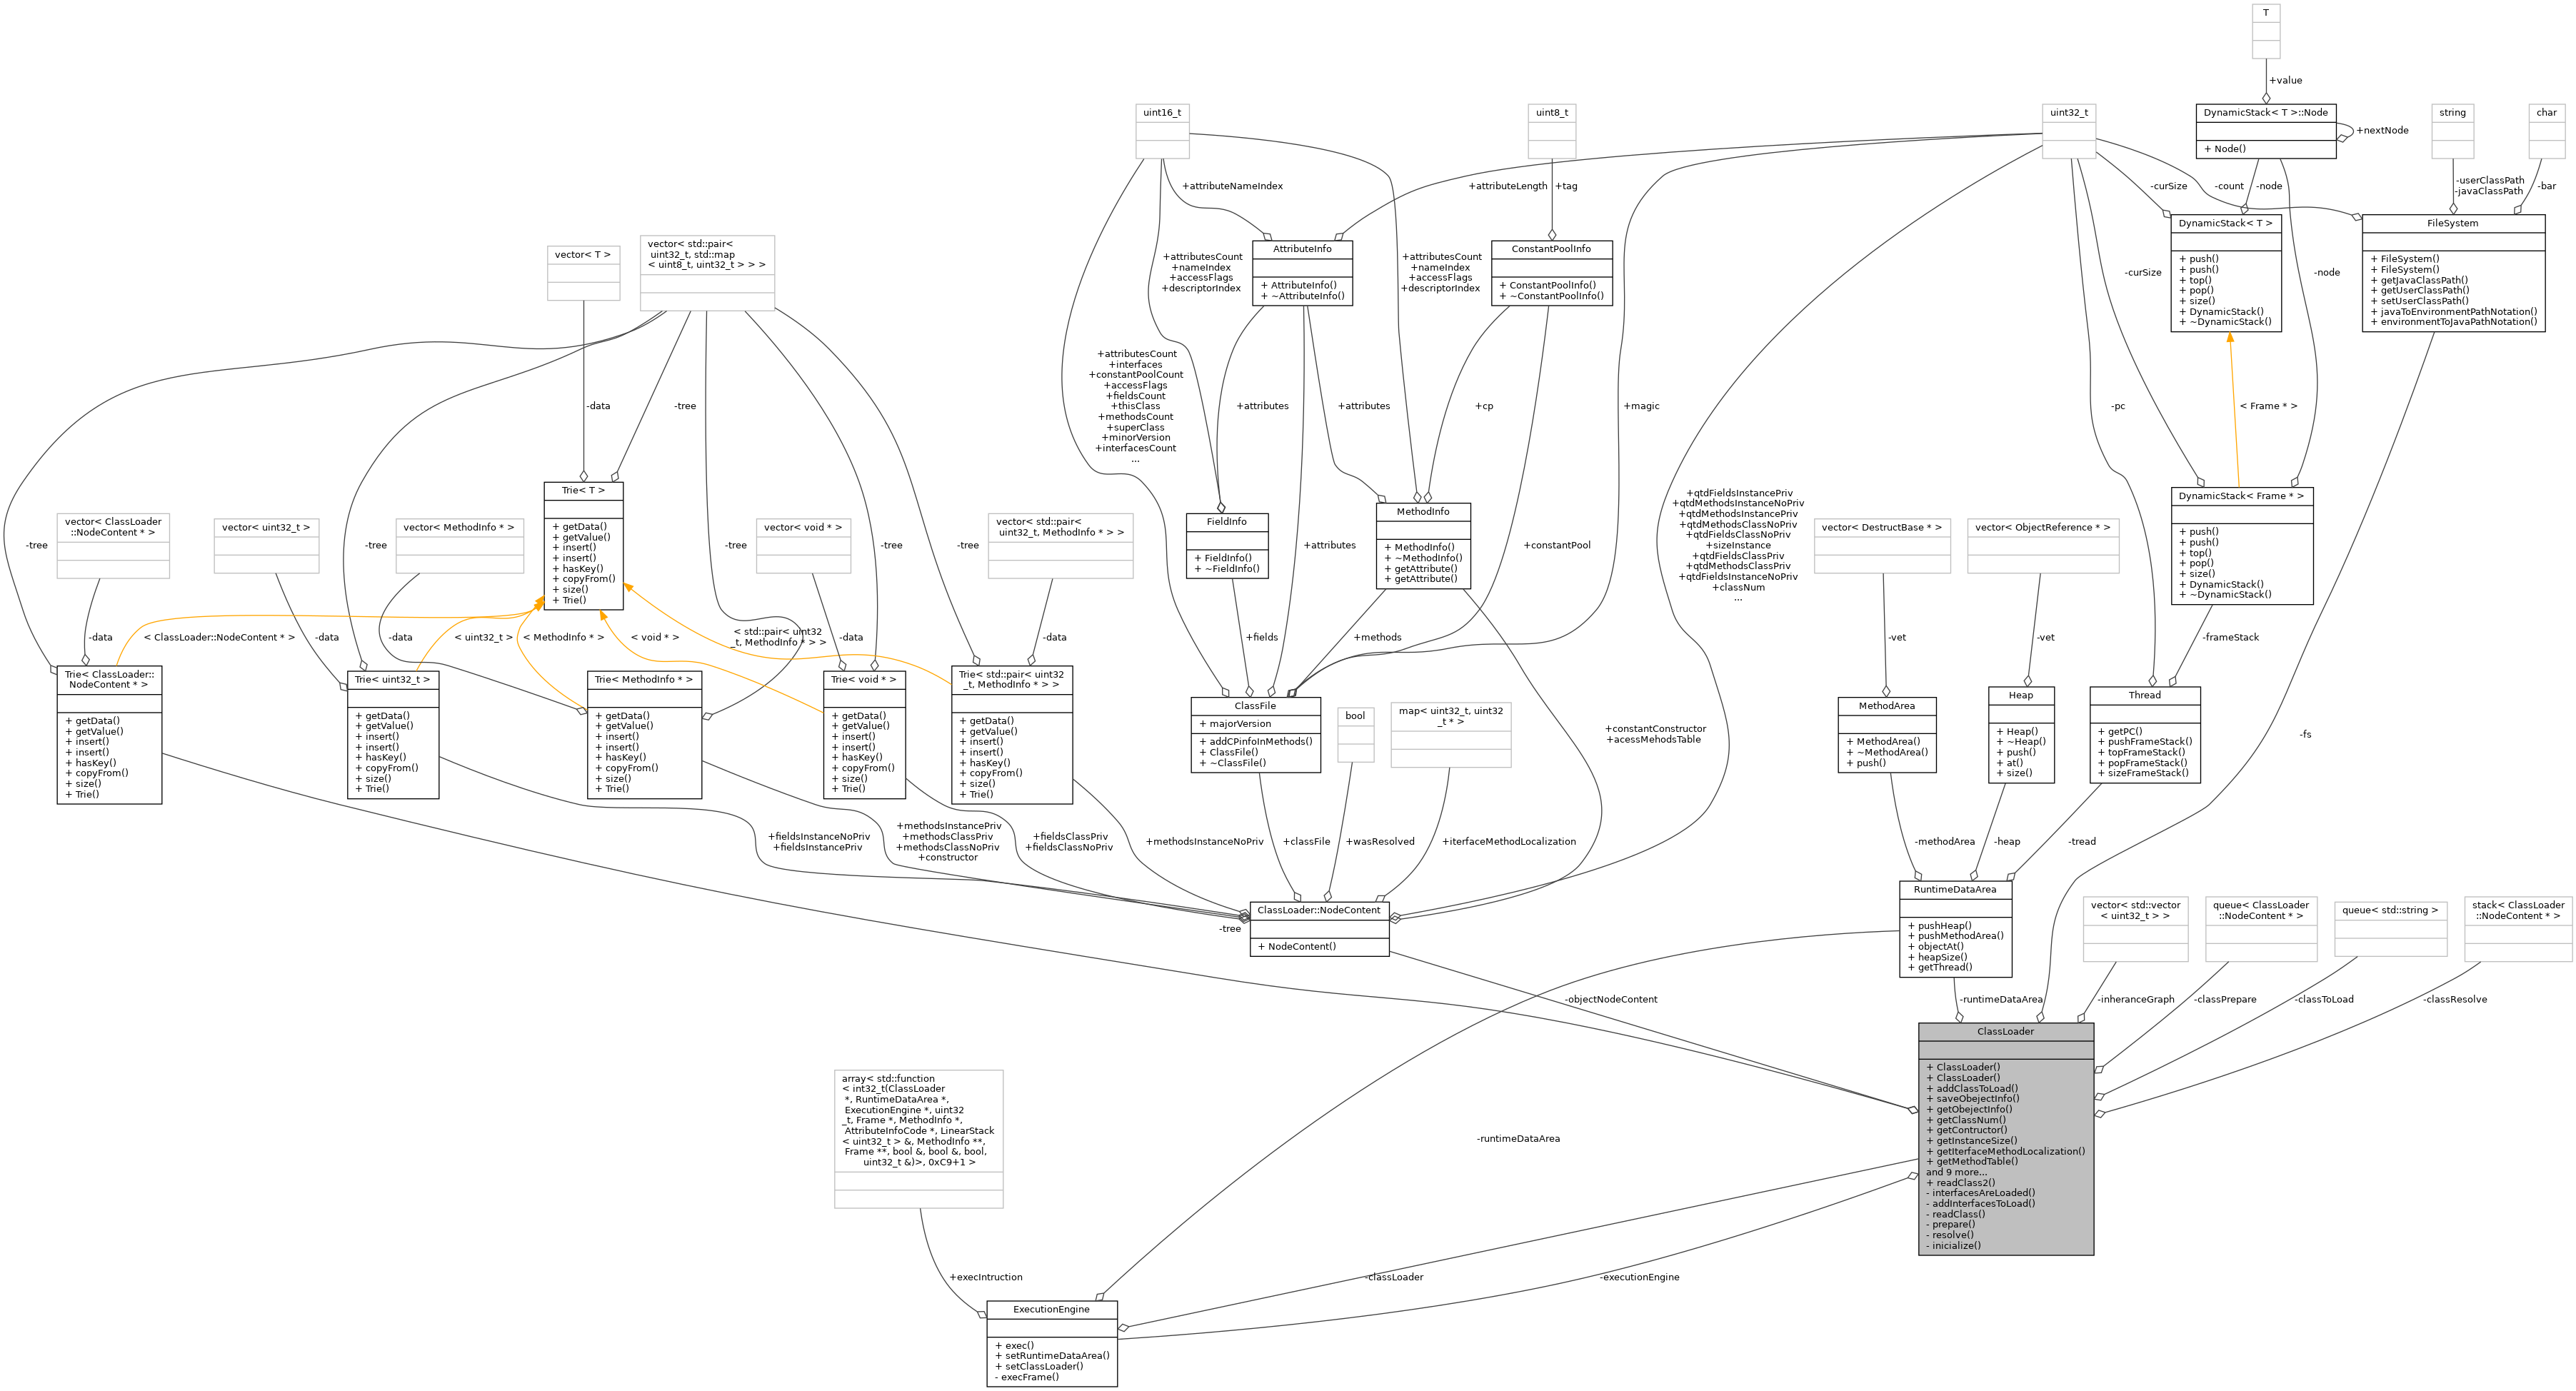 T
+value
uint16_t
uint8_t
uint32_t
DynamicStack< T >::Node
+ Node()
+nextNode
string
char
+attributeNameIndex
+attributeLength
+tag
-curSize
-node
-count
-userClassPath
-javaClassPath
-bar
vector< T >
vector< std::pair<
uint32_t, std::map
< uint8_t, uint32_t > > >
+attributesCount
+nameIndex
+accessFlags
+descriptorIndex
AttributeInfo
+ AttributeInfo()
+ ~AttributeInfo()
+attributesCount
+nameIndex
+accessFlags
+descriptorIndex
ConstantPoolInfo
+ ConstantPoolInfo()
+ ~ConstantPoolInfo()
-curSize
DynamicStack< T >
+ push()
+ push()
+ top()
+ pop()
+ size()
+ DynamicStack()
+ ~DynamicStack()
-node
FileSystem
+ FileSystem()
+ FileSystem()
+ getJavaClassPath()
+ getUserClassPath()
+ setUserClassPath()
+ javaToEnvironmentPathNotation()
+ environmentToJavaPathNotation()
-data
-tree
+attributesCount
+interfaces
+constantPoolCount
+accessFlags
+fieldsCount
+thisClass
+methodsCount
+superClass
+minorVersion
+interfacesCount
...
+attributes
+attributes
+cp
+magic
-pc
< Frame * >
-tree
vector< ClassLoader
::NodeContent * >
vector< uint32_t >
-tree
vector< MethodInfo * >
Trie< T >
+ getData()
+ getValue()
+ insert()
+ insert()
+ hasKey()
+ copyFrom()
+ size()
+ Trie()
-tree
vector< void * >
-tree
-tree
vector< std::pair<
uint32_t, MethodInfo * > >
FieldInfo
+ FieldInfo()
+ ~FieldInfo()
+attributes
MethodInfo
+ MethodInfo()
+ ~MethodInfo()
+ getAttribute()
+ getAttribute()
+constantPool
+qtdFieldsInstancePriv
+qtdMethodsInstanceNoPriv
+qtdMethodsInstancePriv
+qtdMethodsClassNoPriv
+qtdFieldsClassNoPriv
+sizeInstance
+qtdFieldsClassPriv
+qtdMethodsClassPriv
+qtdFieldsInstanceNoPriv
+classNum
...
vector< DestructBase * >
vector< ObjectReference * >
DynamicStack< Frame * >
+ push()
+ push()
+ top()
+ pop()
+ size()
+ DynamicStack()
+ ~DynamicStack()
-data
< ClassLoader::NodeContent * >
-data
-data
< uint32_t >
< MethodInfo * >
< void * >
< std::pair< uint32
_t, MethodInfo * > >
-data
-data
+fields
+methods
-vet
-vet
-frameStack
Trie< ClassLoader::
NodeContent * >
+ getData()
+ getValue()
+ insert()
+ insert()
+ hasKey()
+ copyFrom()
+ size()
+ Trie()
Trie< uint32_t >
+ getData()
+ getValue()
+ insert()
+ insert()
+ hasKey()
+ copyFrom()
+ size()
+ Trie()
Trie< MethodInfo * >
+ getData()
+ getValue()
+ insert()
+ insert()
+ hasKey()
+ copyFrom()
+ size()
+ Trie()
Trie< void * >
+ getData()
+ getValue()
+ insert()
+ insert()
+ hasKey()
+ copyFrom()
+ size()
+ Trie()
Trie< std::pair< uint32
_t, MethodInfo * > >
+ getData()
+ getValue()
+ insert()
+ insert()
+ hasKey()
+ copyFrom()
+ size()
+ Trie()
ClassFile
+ majorVersion
+ addCPinfoInMethods()
+ ClassFile()
+ ~ClassFile()
bool
map< uint32_t, uint32
_t * >
+constantConstructor
+acessMehodsTable
MethodArea
+ MethodArea()
+ ~MethodArea()
+ push()
Heap
+ Heap()
+ ~Heap()
+ push()
+ at()
+ size()
Thread
+ getPC()
+ pushFrameStack()
+ topFrameStack()
+ popFrameStack()
+ sizeFrameStack()
-fs
+fieldsInstanceNoPriv
+fieldsInstancePriv
+methodsInstancePriv
+methodsClassPriv
+methodsClassNoPriv
+constructor
+fieldsClassPriv
+fieldsClassNoPriv
+methodsInstanceNoPriv
+classFile
+wasResolved
+iterfaceMethodLocalization
-methodArea
-heap
-tread
-tree
ClassLoader::NodeContent
+ NodeContent()
RuntimeDataArea
+ pushHeap()
+ pushMethodArea()
+ objectAt()
+ heapSize()
+ getThread()
vector< std::vector
< uint32_t > >
queue< ClassLoader
::NodeContent * >
queue< std::string >
stack< ClassLoader
::NodeContent * >
-objectNodeContent
-runtimeDataArea
-inheranceGraph
-classPrepare
-classToLoad
-classResolve
array< std::function
< int32_t(ClassLoader
*, RuntimeDataArea *,
ExecutionEngine *, uint32
_t, Frame *, MethodInfo *,
AttributeInfoCode *, LinearStack
< uint32_t > &, MethodInfo **,
Frame **, bool &, bool &, bool,
uint32_t &)>, 0xC9+1 >
-runtimeDataArea
ClassLoader
+ ClassLoader()
+ ClassLoader()
+ addClassToLoad()
+ saveObejectInfo()
+ getObejectInfo()
+ getClassNum()
+ getContructor()
+ getInstanceSize()
+ getIterfaceMethodLocalization()
+ getMethodTable()
and 9 more...
+ readClass2()
- interfacesAreLoaded()
- addInterfacesToLoad()
- readClass()
- prepare()
- resolve()
- inicialize()
+execIntruction
-classLoader
-executionEngine
ExecutionEngine
+ exec()
+ setRuntimeDataArea()
+ setClassLoader()
- execFrame()